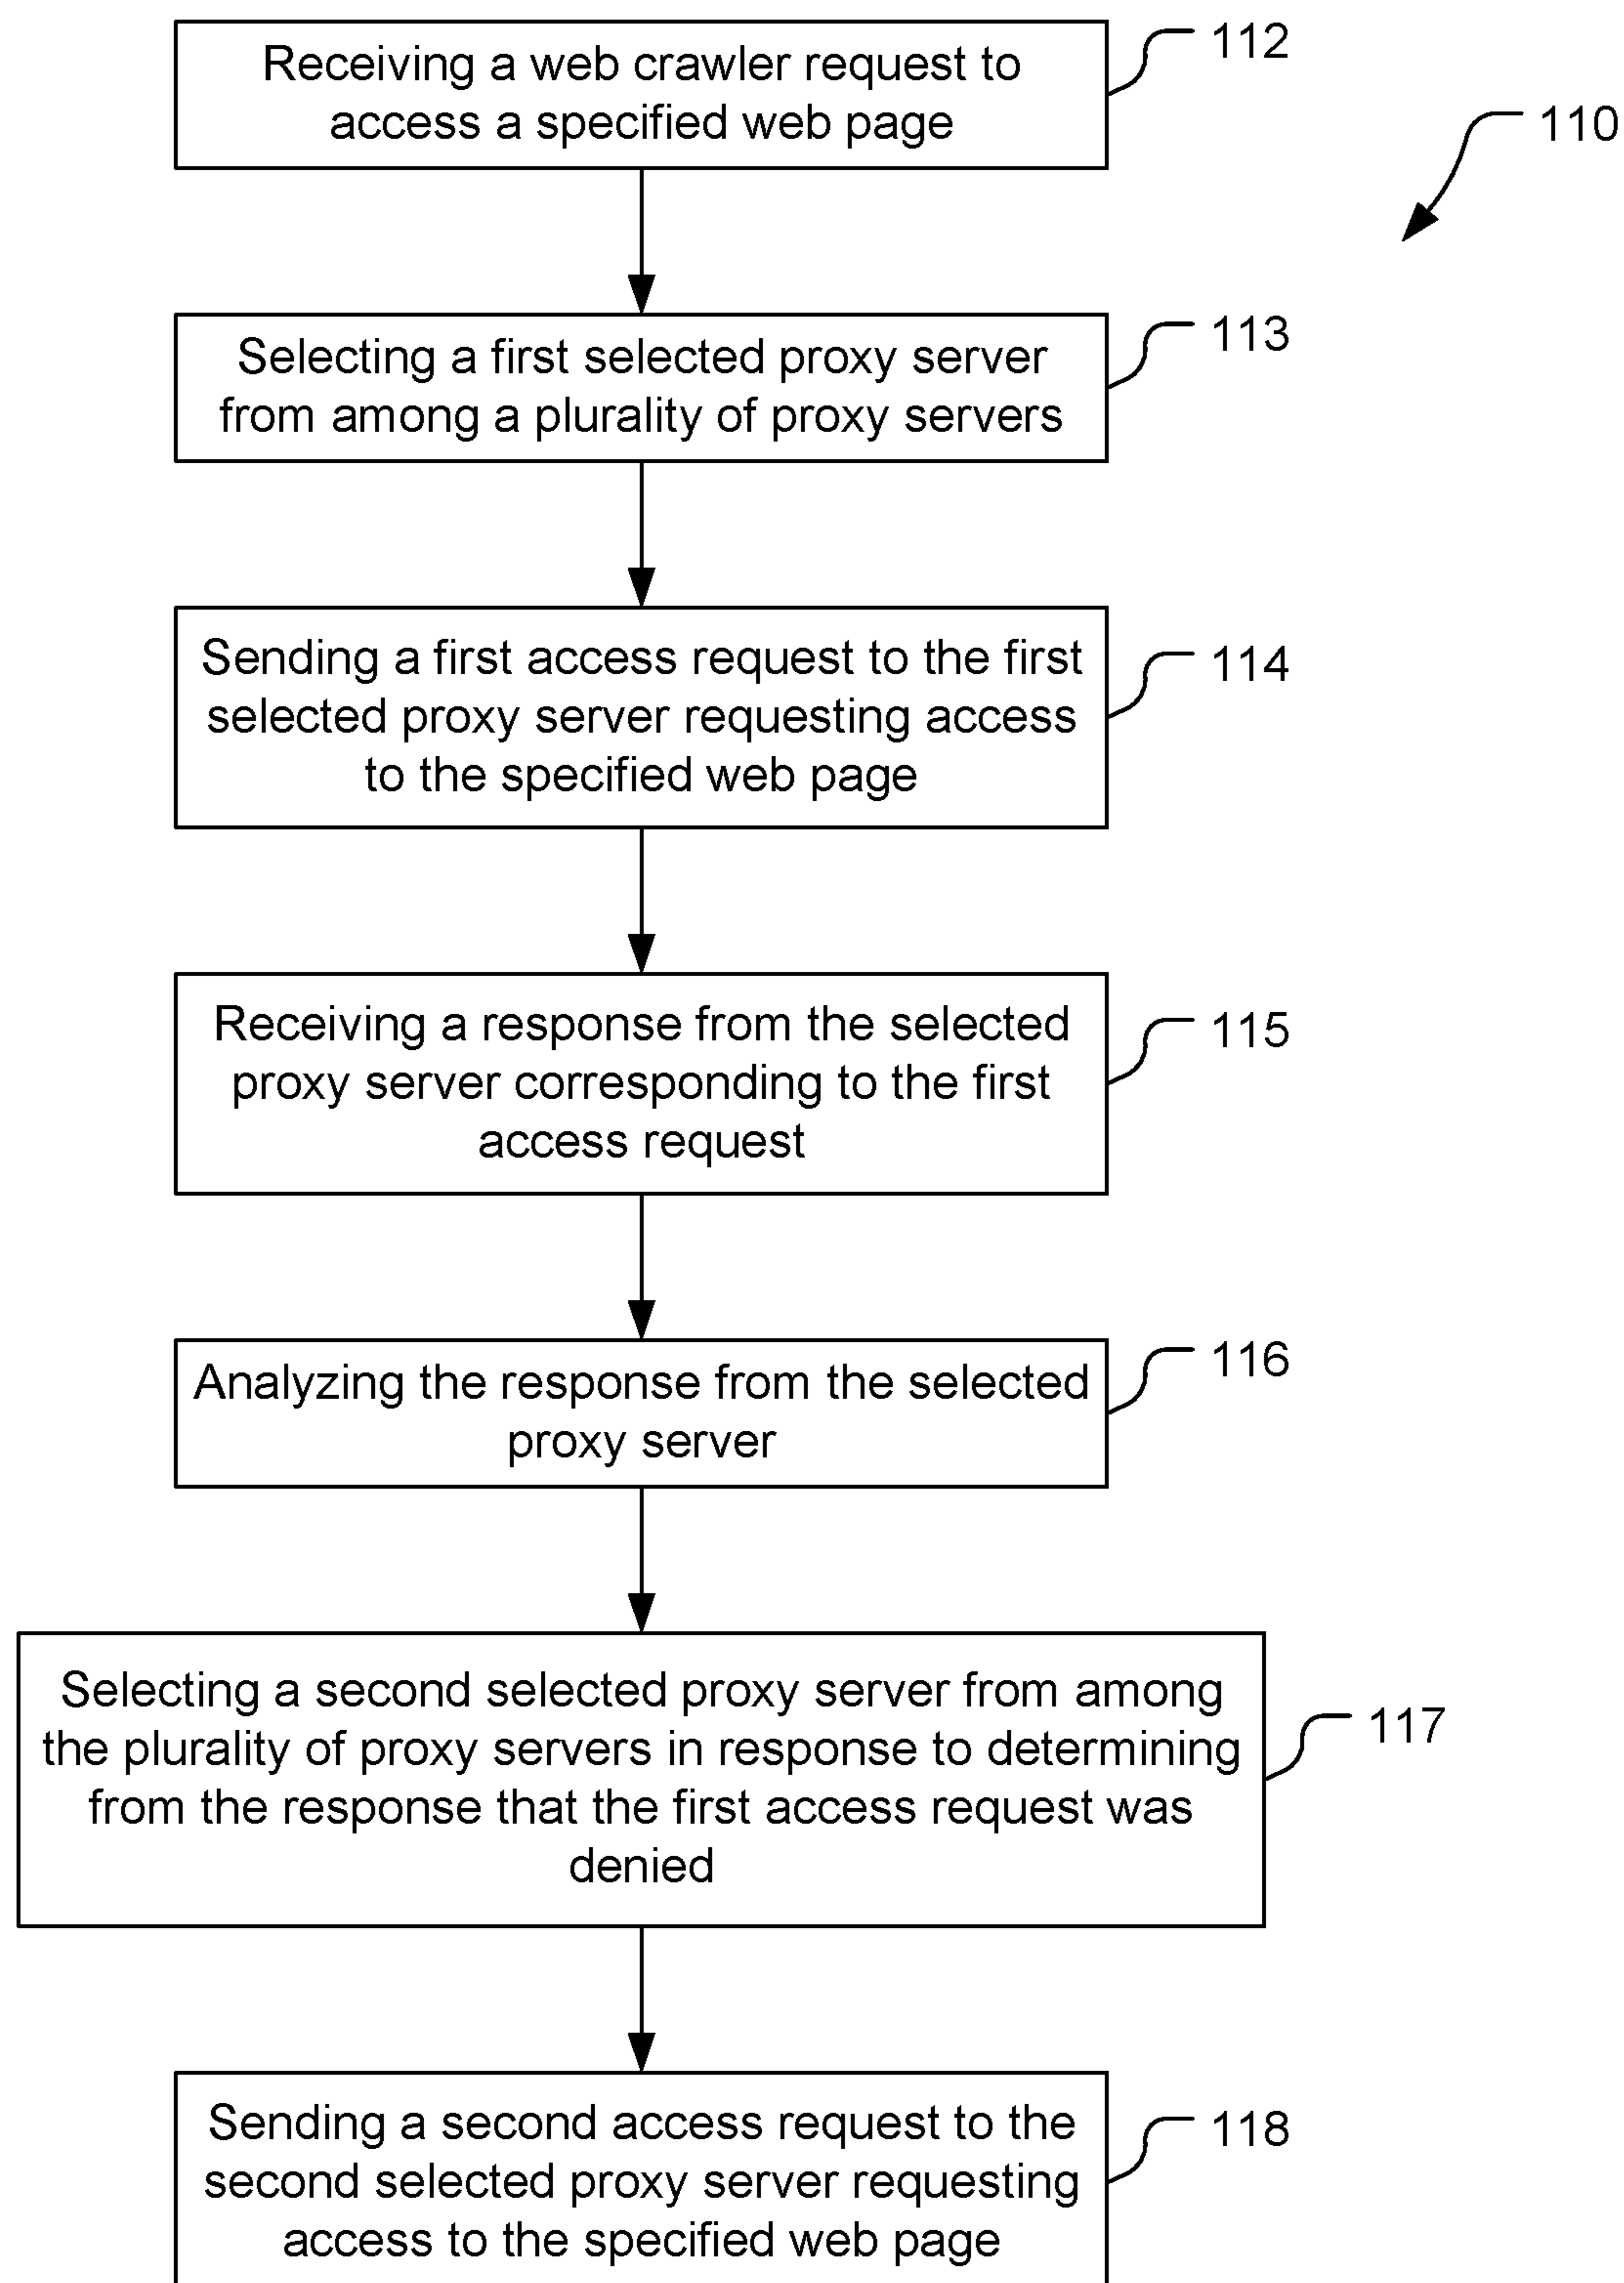 Receiving a web crawler request to
access a specified web page
112
110
Selecting a first selected proxy server
from among a plurality of proxy servers
113
Sending a first access request to the first
selected proxy server requesting access
to the specified web page
114
Receiving a response from the selected
proxy server corresponding to the first
access request
115
Analyzing the response from the selected
proxy server
116
Selecting a second selected proxy server from among
the plurality of proxy servers in response to determining
from the response that the first access request was
denied
117
Sending a second access request to the
second selected proxy server requesting
access to the specified web page
118